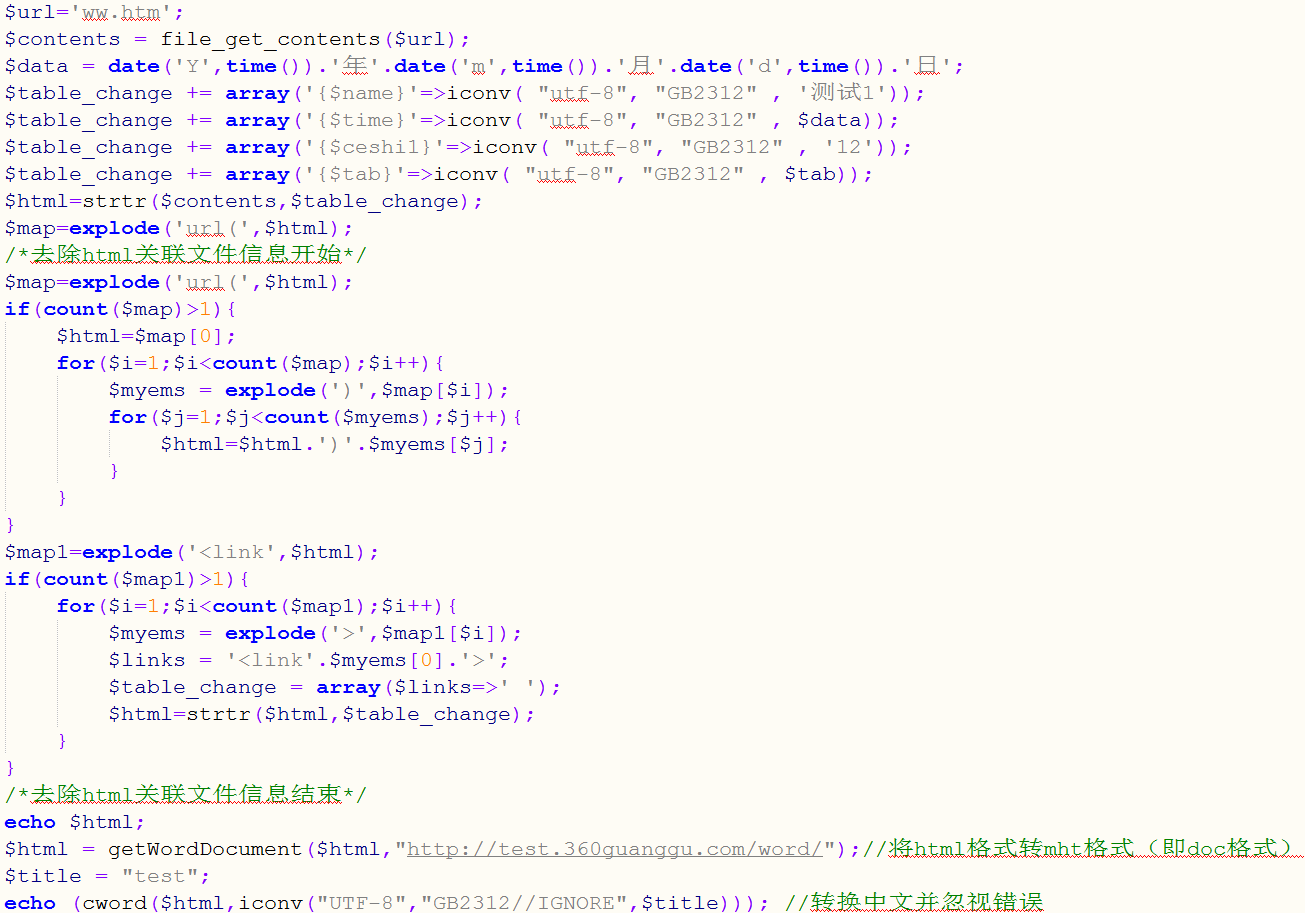 $url='ww.htm';
$contents = file_get_contents($url);
$data = date('Y',time()).'年'.date('m',time()).'月'.date('d',time()).'日';
$table_change += array('{$name}'=>iconv( "utf-8", "GB2312" , '测试1'));
$table_change += array('{$time}'=>iconv( "utf-8", "GB2312" , $data));
$table_change += array('{$ceshi1}'=>iconv( "utf-8", "GB2312" , '12'));
$table_change += array('{$tab}'=>iconv( "utf-8", "GB2312" , $tab));
$html=strtr($contents,$table_change);
$map=explode('url(',$html);
/*去除html关联文件信息开始*/
$map=explode('url(',$html);
if(count($map)>1){
    $html=$map[0];
    for($i=1;$i<count($map);$i++){
        $myems = explode(')',$map[$i]);
        for($j=1;$j<count($myems);$j++){
            $html=$html.')'.$myems[$j];
        }
    }
}
$map1=explode('<link',$html);
if(count($map1)>1){
    for($i=1;$i<count($map1);$i++){
        $myems = explode('>',$map1[$i]);
        $links = '<link'.$myems[0].'>';
        $table_change = array($links=>' ');
        $html=strtr($html,$table_change);
    }
}
/*去除html关联文件信息结束*/
echo $html;
$html = getWordDocument($html,"http://test.360guanggu.com/word/");//将html格式转mht格式（即doc格式）
$title = "test";
echo (cword($html,iconv("UTF-8","GB2312//IGNORE",$title))); //转换中文并忽视错误